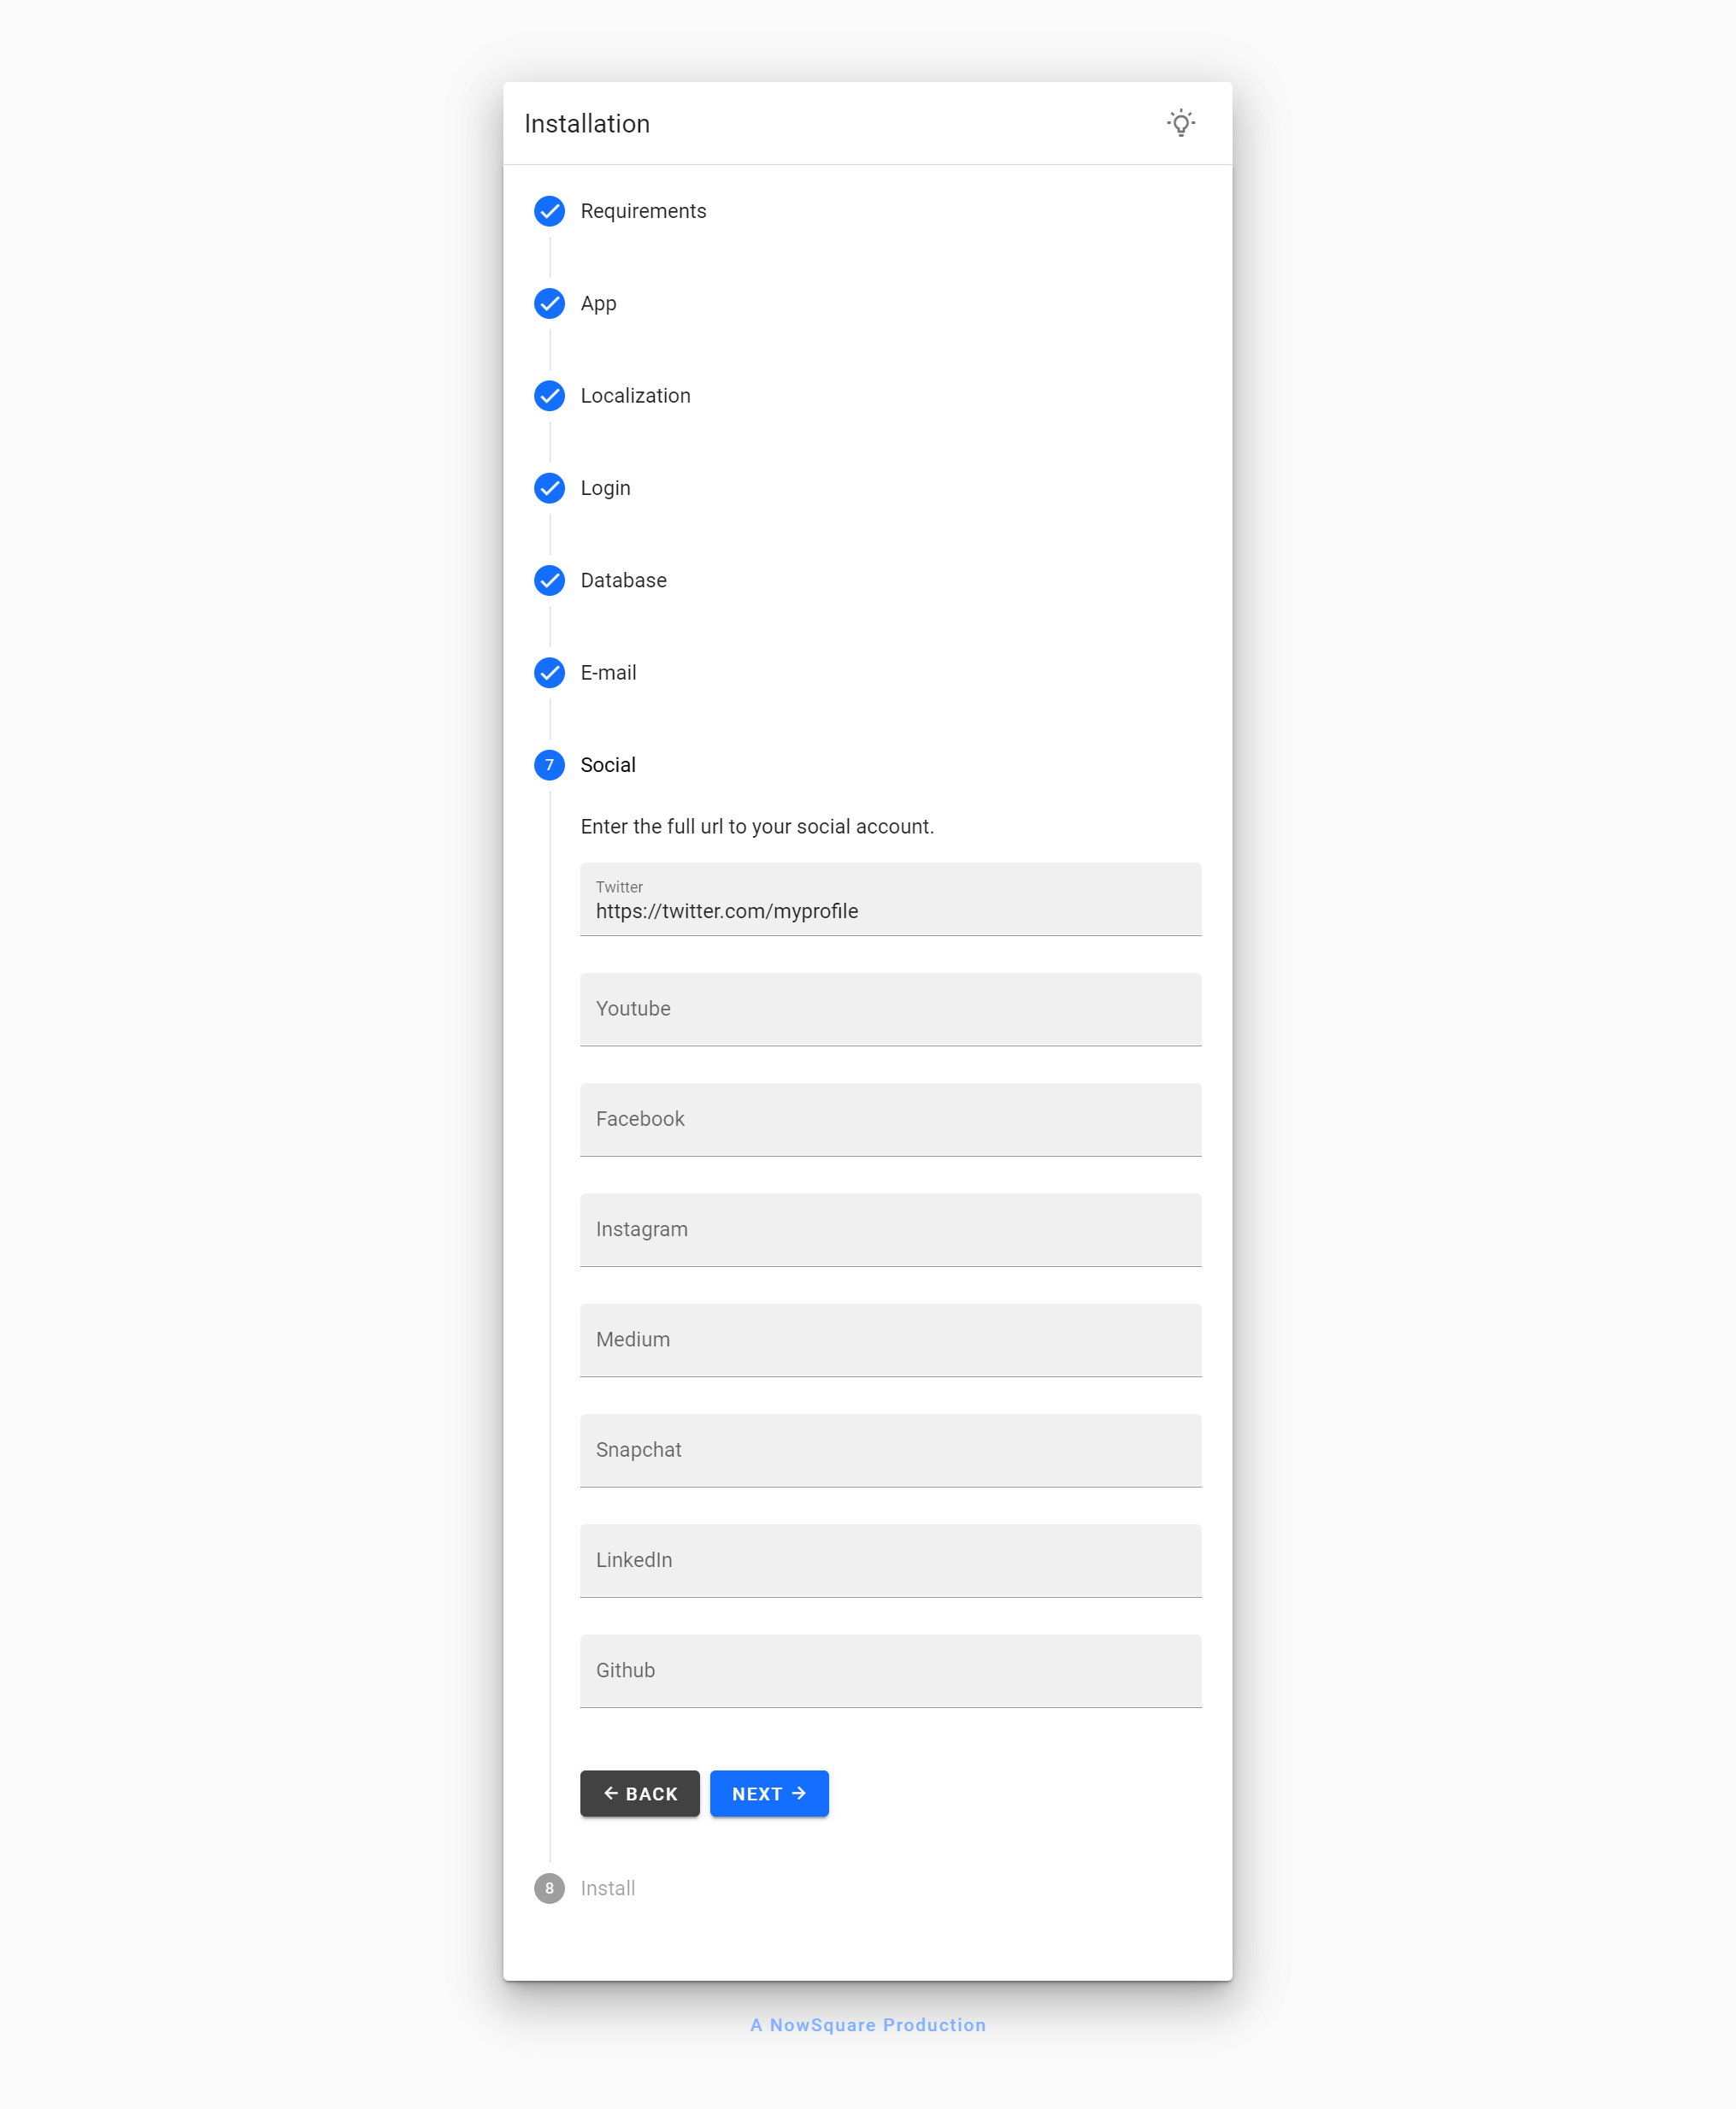 Installation
Requirements
App
Localization
Login
Database
E-mail
7 Social
Enter the full url to your social account.
Twitter
https://twitter.com/myprofile
Youtube
Facebook
Instagram
Medium
Snapchat
LinkedIn
Github
BACK NEXT
8 Install
A NowSquare Production